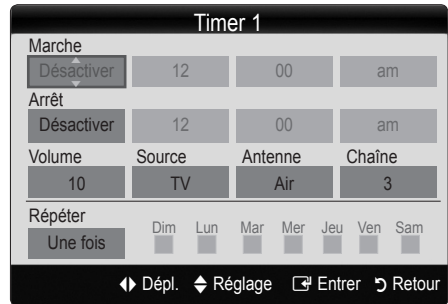 Timer 1
Marche
Désactiver 12 00 am
Arrêt
Désactiver 12 00 am
Volume Source Antenne Chaîne
10 TV Air 3
Répéter
Une fois Dim Lun Mar Mer Jeu Ven Sam
Dépl. Réglage Entrer Retour